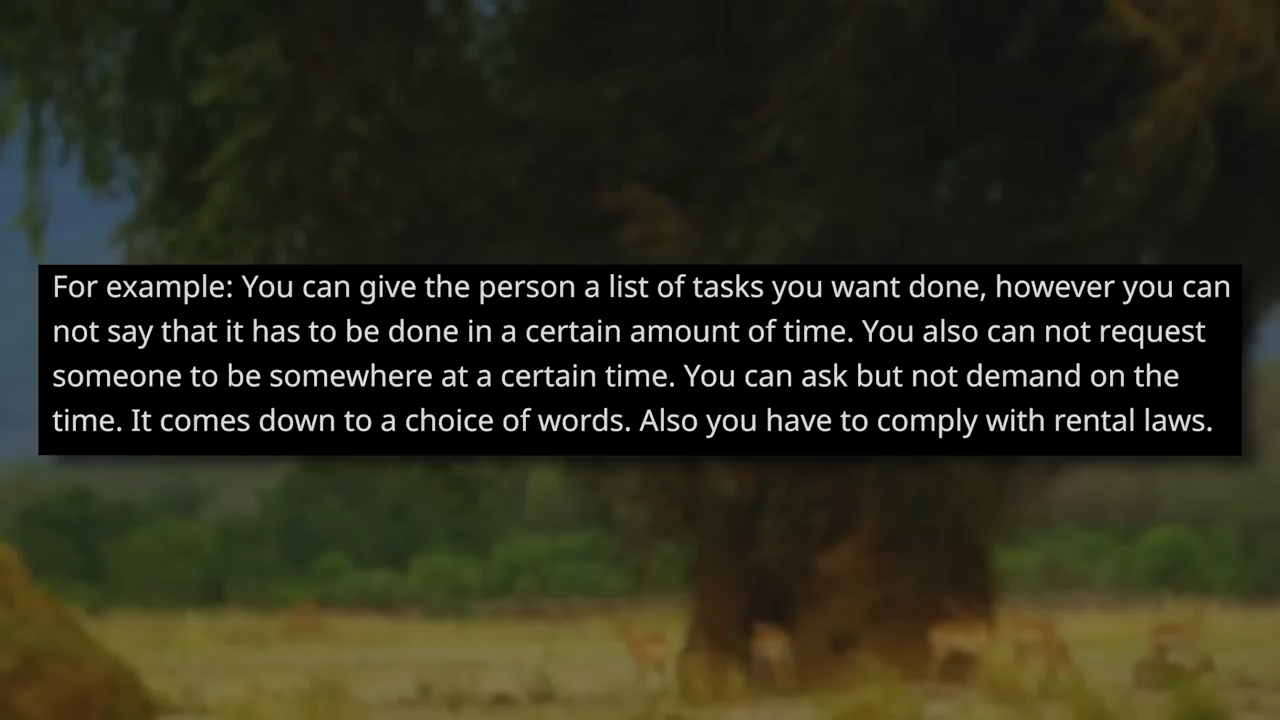 For example: You can give the person a list of tasks you want done, however you can
not say that it has to be done in a certain amount of time. You also can not request
someone to be somewhere at a certain time. You can ask but not demand on the
time. It comes down to a choice of words. Also you have to comply with rental laws.